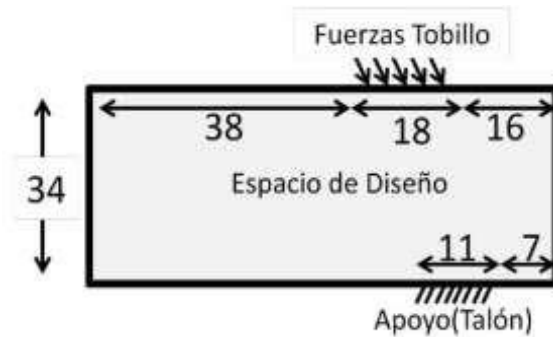 Fuerzas Tobillo
38
18
16
34
Espacio de Diseño
11
7
Apoyo(Talón)